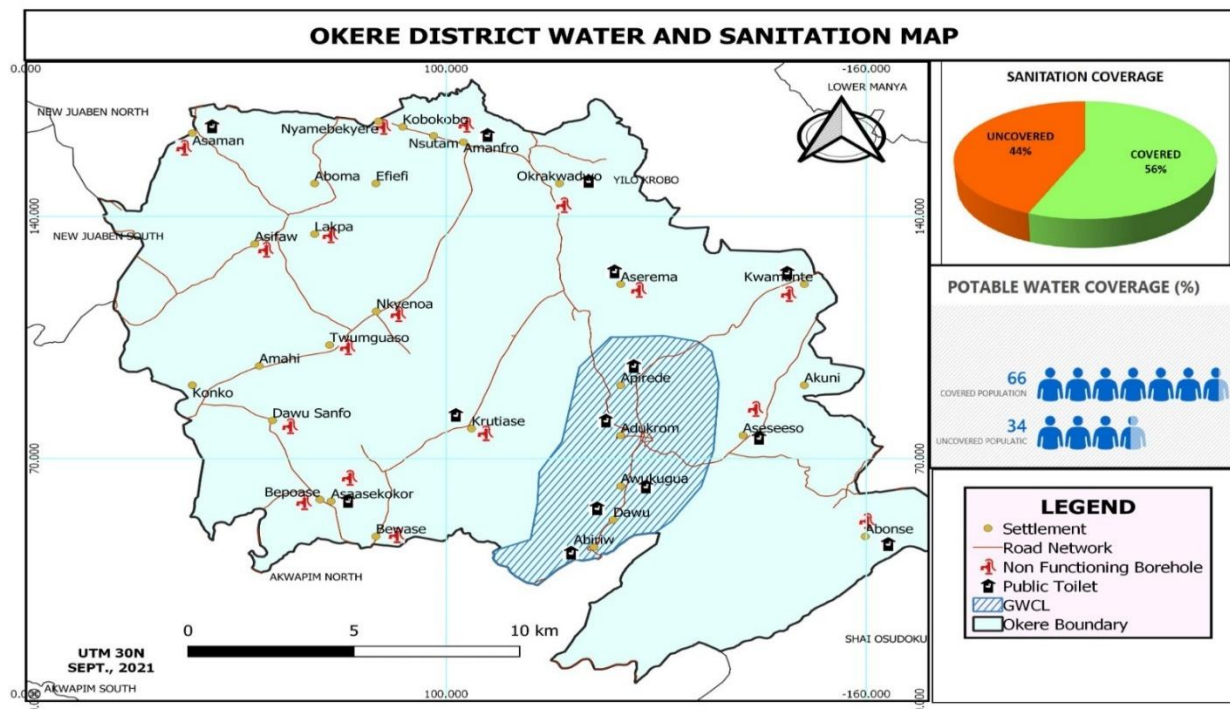 OKERE DISTRICT WATER AND SANITATION MAP
0.000
100.000
-160.000
LOWER MANYA
NEW JUABEN NORTH
Nyamebekyere
Kobokobo
Asaman
Nsutam
Amanfro
Aboma
Efiefi
Okrakwadwo
YILO KROBO
140.000
140.000
NEW JUABEN SOUTH
Asifaw
Lakpa
Aserema
Kwamonte
Nkyenoa
Twumguaso
Amahi
Konko
Apirede
Akuni
Dawu Sanfo
Krutiase
Adukrom
Aseseeso
70.000
70.000
Bepoase
Asaasekokor
Awukugua
Dawu
Bewase
Abiriw
Abonse
AKWAPIM NORTH
0
5
10 km
SHAI OSUDOKU
UTM 30N
SEPT., 2021
AKWAPIM SOUTH
0.000
100.000
-160.000
SANITATION COVERAGE
UNCOVERED
44%
COVERED
56%
POTABLE WATER COVERAGE (%)
66
COVERED POPULATION
34
UNCOVERED POPULATIC
LEGEND
Settlement
Road Network
Non Functioning Borehole
Public Toilet
GWCL
Okere Boundary